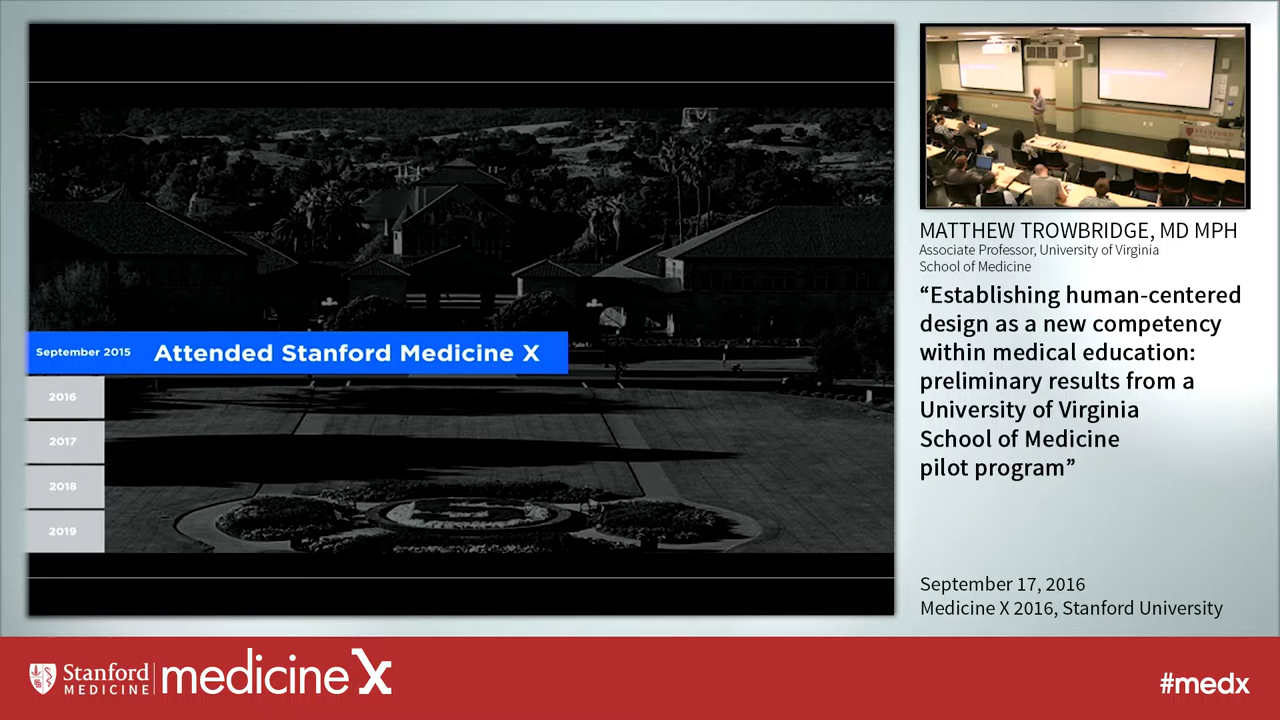 September 2015 Attended Stanford Medicine X
2016
2017
2018
2019
STANFORD
MATTHEW TROWBRIDGE, MD MPH
Associate Professor, University of Virginia
School of Medicine
“Establishing human-centered
design as a new competency
within medical education:
preliminary results from a
University of Virginia
School of Medicine
pilot program”
September 17, 2016
Medicine X 2016, Stanford University
Stanford
MEDICINE
medicine X
#medx